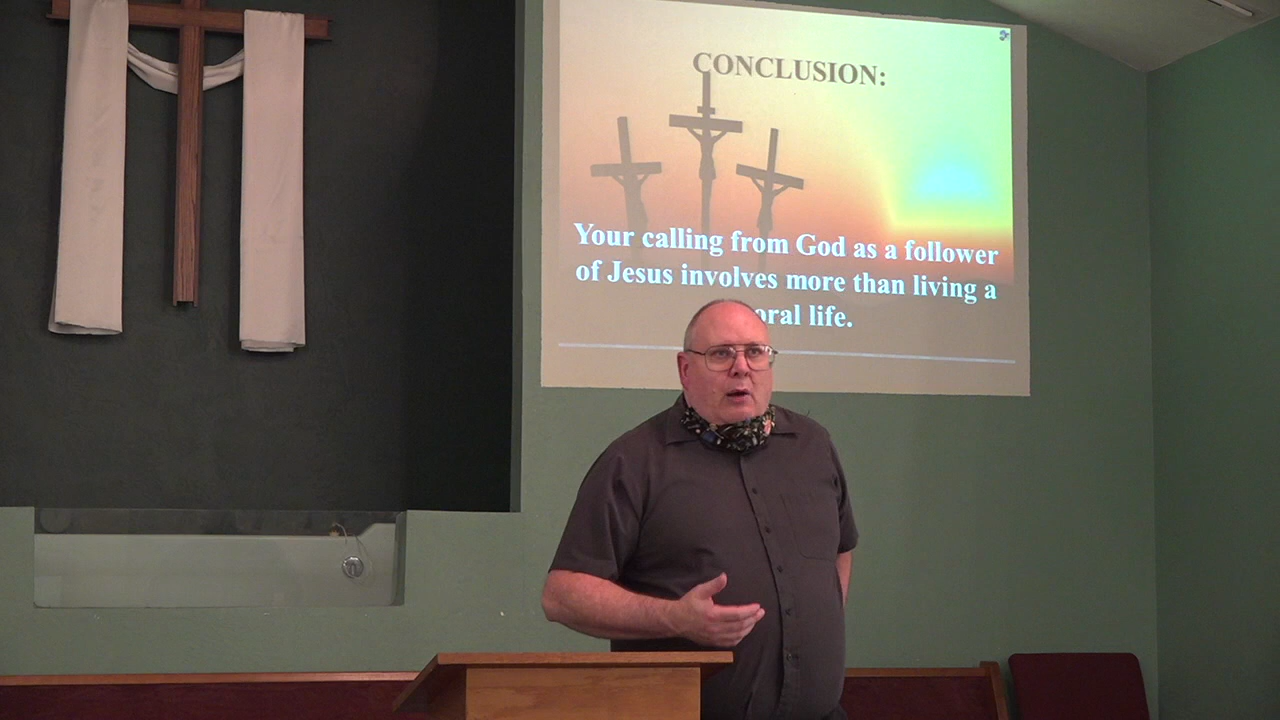 CONCLUSION:
Your calling from God as a follower
of Jesus involves more than living a
oral life.